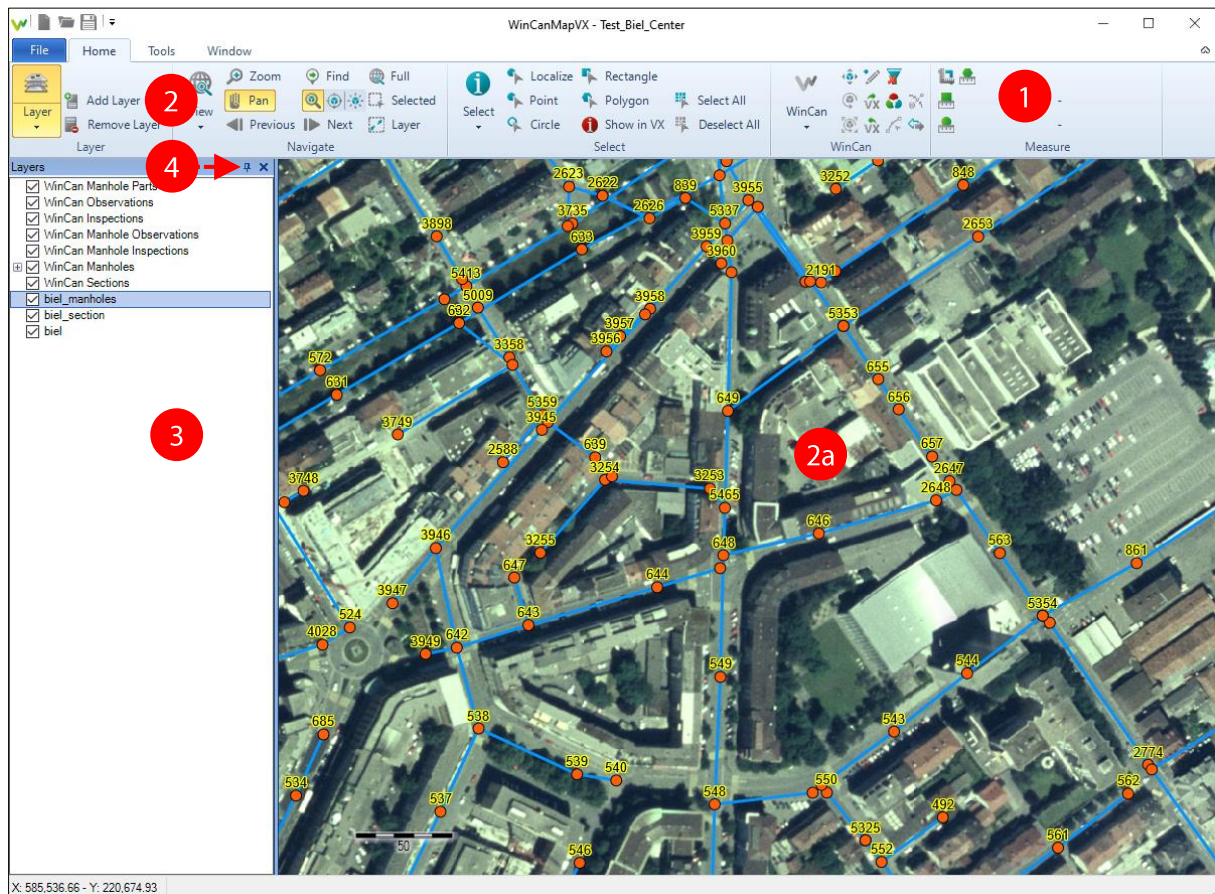 WinCanMapVX - Test_Biel_Center
File Home Tools Window
Layer Add Layer Remove Layer Layer
2 Zoom Pan Previous Find Next Full Selected Layer Navigate
Select Localize Point Circle Rectangle Polygon Show in VX Select All Deselect All Select
WinCan VX VX WinCan
1 - - Measure
Layers 4
WinCan Manhole Parts
WinCan Observations
WinCan Inspections
WinCan Manhole Observations
WinCan Manhole Inspections
WinCan Manholes
WinCan Sections
biel_manholes
biel_section
biel
3
2623 2622 839 3955 3252 848
3898 3735 2626 5337 2653
633 3959 3960
5413 2191
5009 632 3958 5353
3957 3956
572 3358 655
631 649 656
3749 5359 3945
2588 639 2a 657
3748 3254 3253 2647
5465 2648
3946 3255 646 563
648 861
647 644
3947 524 643 5354
4028 3949 642
549 544
685 538 543
539 540 2774
534 550 562
537 548 492
5325 561
50 546 552
X: 585,536.66 - Y: 220,674.93